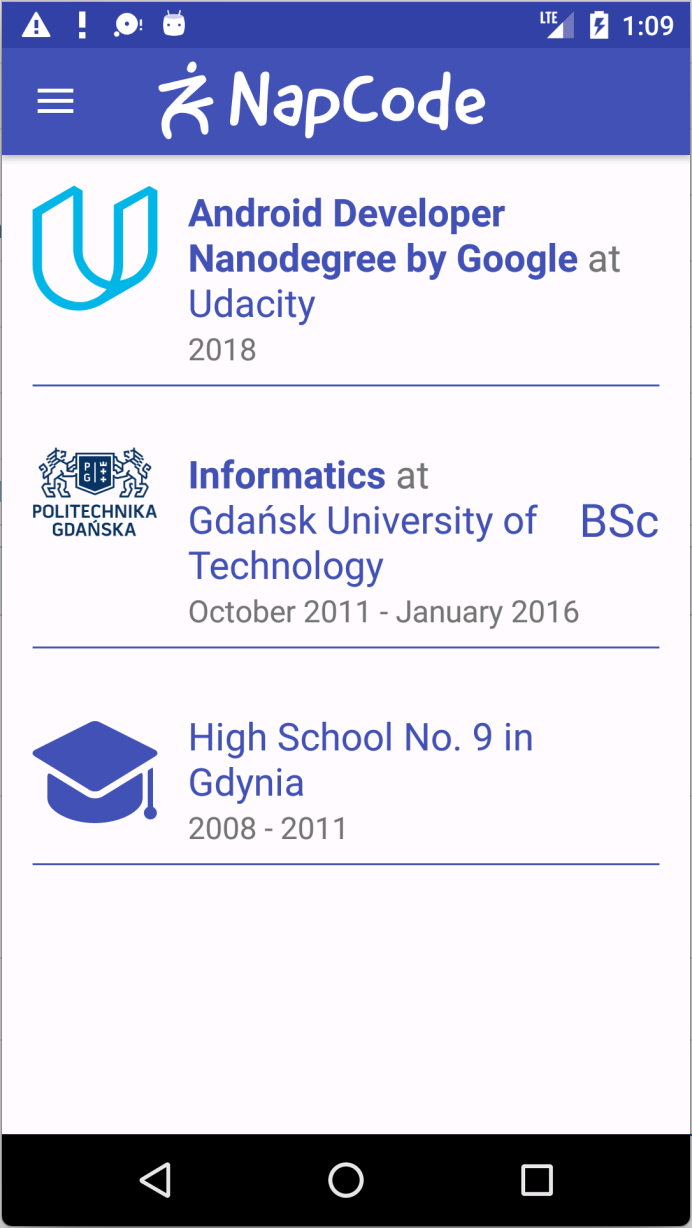 LTE 1:09
NapCode
Android Developer
Nanodegree by Google at
Udacity
2018
P G
POLITECHNIKA
GDAŃSKA
Informatics at
Gdańsk University of
Technology
BSc
October 2011 - January 2016
High School No. 9 in
Gdynia
2008 - 2011